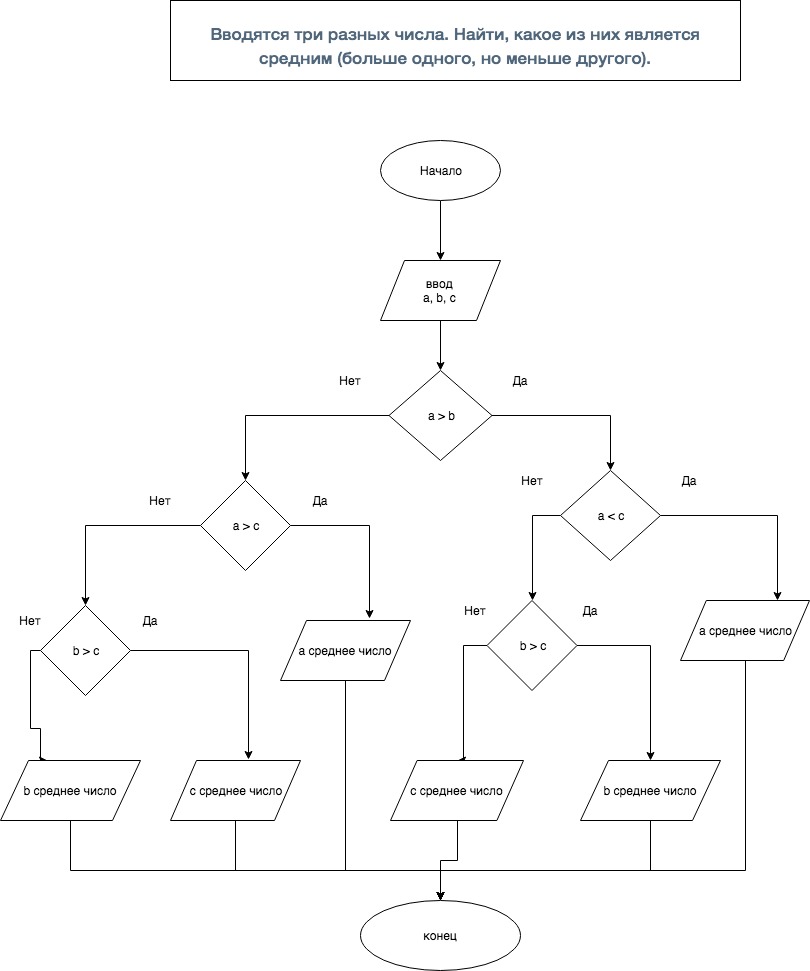 Вводятся три разных числа. Найти, какое из них является
средним (больше одного, но меньше другого).
Начало
ввод
a, b, c
Нет
Да
a > b
Нет
Да
a > c
Нет
Да
a < c
Нет
Да
b > c
a среднее число
Нет
Да
b > c
a среднее число
b среднее число
c среднее число
c среднее число
b среднее число
конец